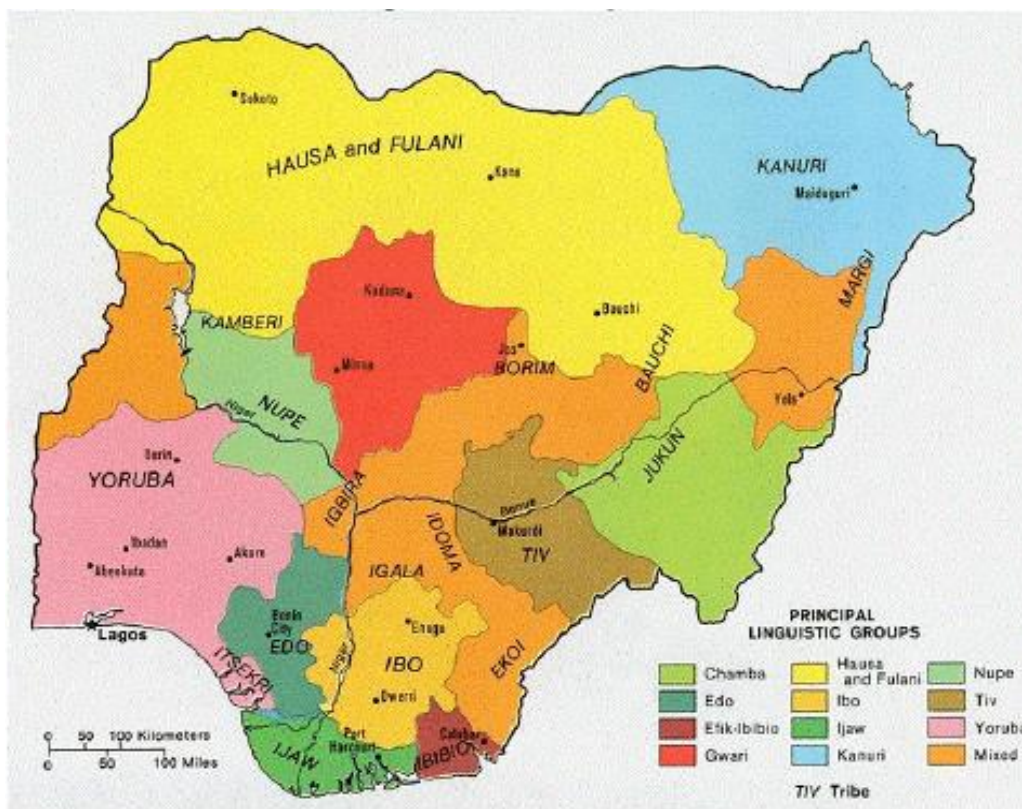 Sokoto
HAUSA and FULANI
Kano
KANURI
Maiduguri
MARGI
Kaduna
KAMBERI
Bauchi
BAUCHI
Jos
BORIM
Minna
Yola
NUPE
Niger
JUKUN
Ilorin
YORUBA
IGBIRA
Benue
Makurdi
IDOMA
TIV
Ibadan
Akure
Abeokuta
IGALA
Lagos
Benin
City
EDO
Enugu
IBO
Niger
EKOI
ITSEKRI
Owerri
Port
Harcourt
Calabar
IJAW
IBIBIO
0 50 100 Kilometers
0 50 100 Miles
PRINCIPAL
LINGUISTIC GROUPS
Chamba
Edo
Efik-Ibibio
Gwari
Hausa
and Fulani
Ibo
Ijaw
Kanuri
Nupe
Tiv
Yoruba
Mixed
TIV Tribe